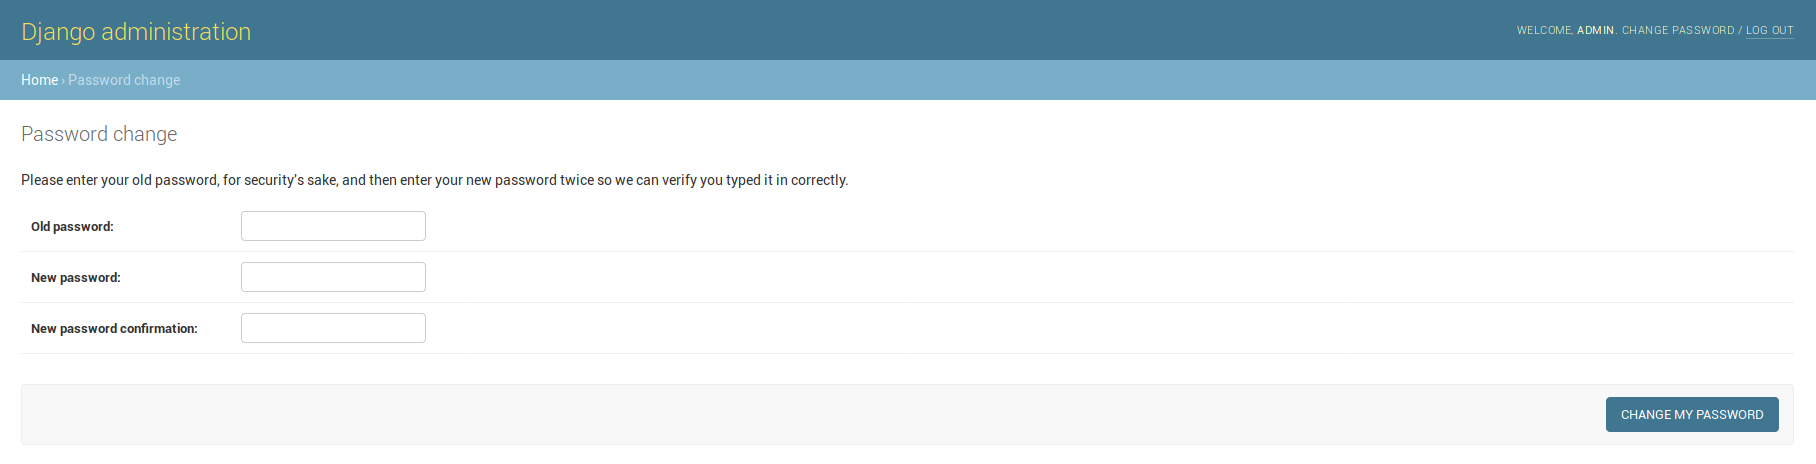 Django administration
WELCOME, ADMIN. CHANGE PASSWORD / LOG OUT
Home › Password change
Password change
Please enter your old password, for security's sake, and then enter your new password twice so we can verify you typed it in correctly.
Old password:
New password:
New password confirmation:
CHANGE MY PASSWORD